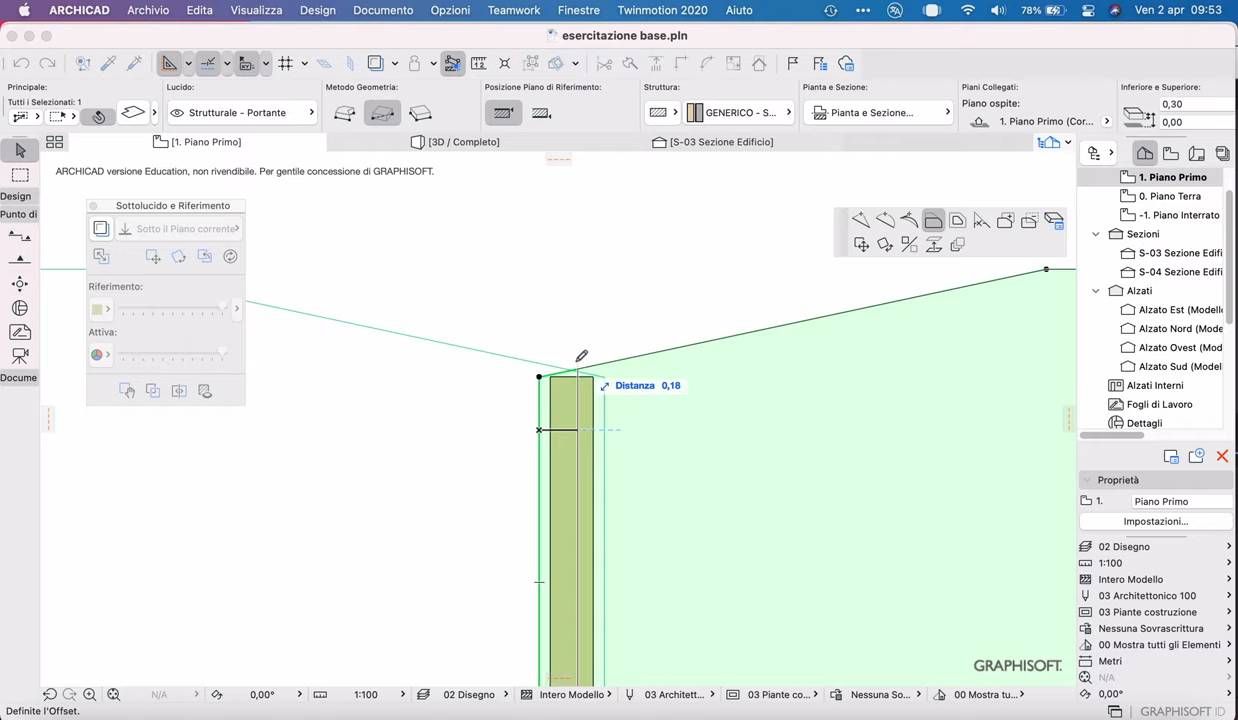 ARCHICAD Archivio Edita Visualizza Design Documento Opzioni Teamwork Finestre Twinmotion 2020 Aiuto 78% Ven 2 apr 09:53
esercitazione base.pln
Principale: Metodo Geometria: Posizione Piano di Riferimento: Struttura: Pianta e Sezione: Piani Collegati: Inferiore e Superiore:
Tutti i Selezionati: 1
Strutturale - Portante
GENERICO - S...
Pianta e Sezione...
Piano ospite:
1. Piano Primo (Cor...
0,30
0,00
[1. Piano Primo] [3D / Completo] [S-03 Sezione Edificio]
ARCHICAD versione Education, non rivendibile. Per gentile concessione di GRAPHISOFT.
Design
Punto di
Docume
Sottolucido e Riferimento
Sotto il Piano corrente
Riferimento:
Attiva:
Distanza 0,18
1. Piano Primo
0. Piano Terra
-1. Piano Interrato
Sezioni
S-03 Sezione Edifi
S-04 Sezione Edifi
Alzati
Alzato Est (Modell
Alzato Nord (Mode
Alzato Ovest (Mod
Alzato Sud (Model
Alzati Interni
Fogli di Lavoro
Dettagli
Proprietà
1. Piano Primo
Impostazioni...
02 Disegno
1:100
Intero Modello
03 Architettonico 100
03 Piante costruzione
Nessuna Sovrascrittura
00 Mostra tutti gli Elementi
Metri
N/A
0,00°
GRAPHISOFT.
N/A 0,00° 1:100 02 Disegno Intero Modello 03 Architett... 03 Piante co... Nessuna So... 00 Mostra tu...
Definite l'Offset.
GRAPHISOFT ID